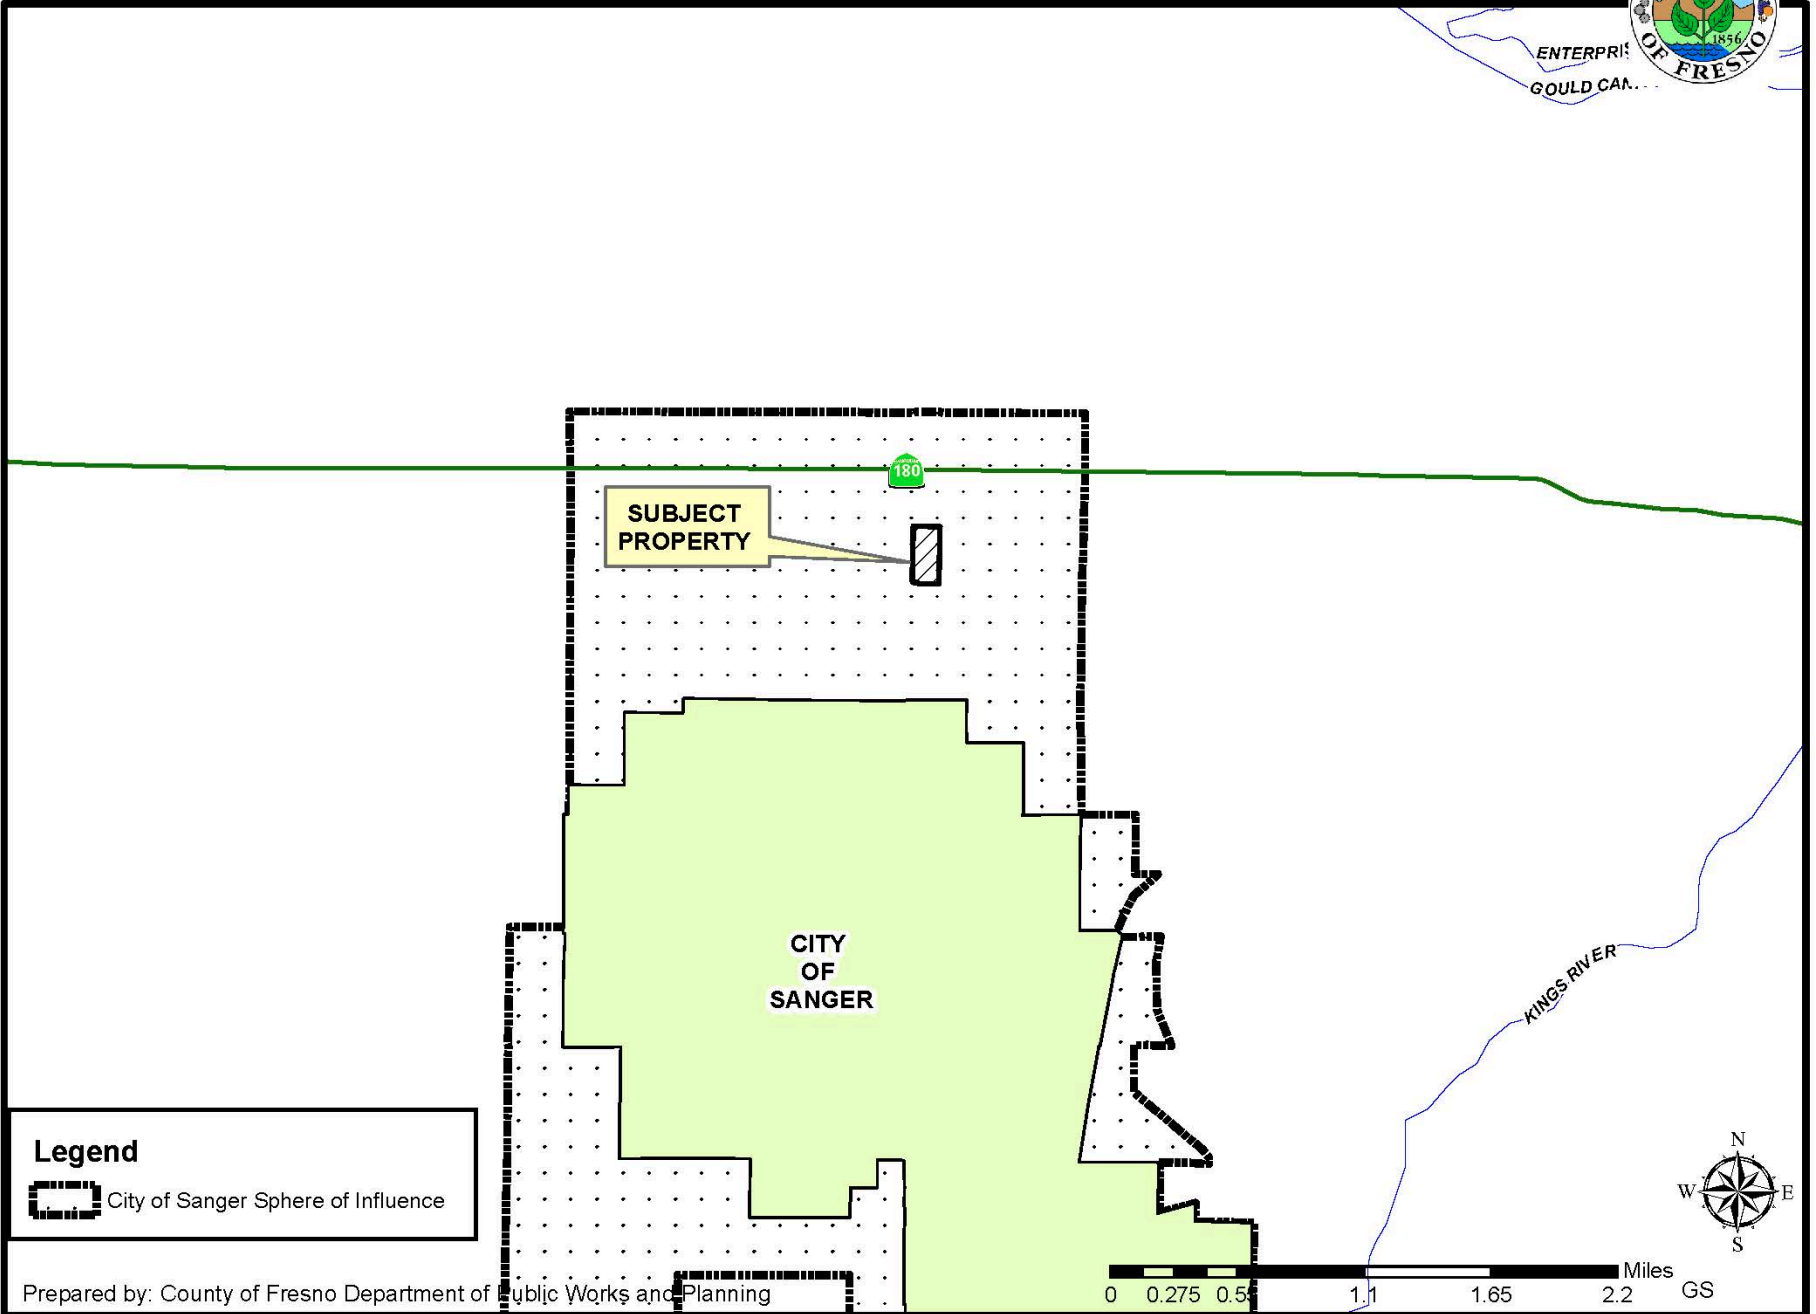 1856
OF FRESNO
GOULD
180
SUBJECT
PROPERTY
CITY
OF
SANGER
KINGS RIVER
Legend
City of Sanger Sphere of Influence
N
W E
S
Miles
0 0.275 1.1 1.65 2.2 GS
Prepared by: County of Fresno Department of Public Works and Planning